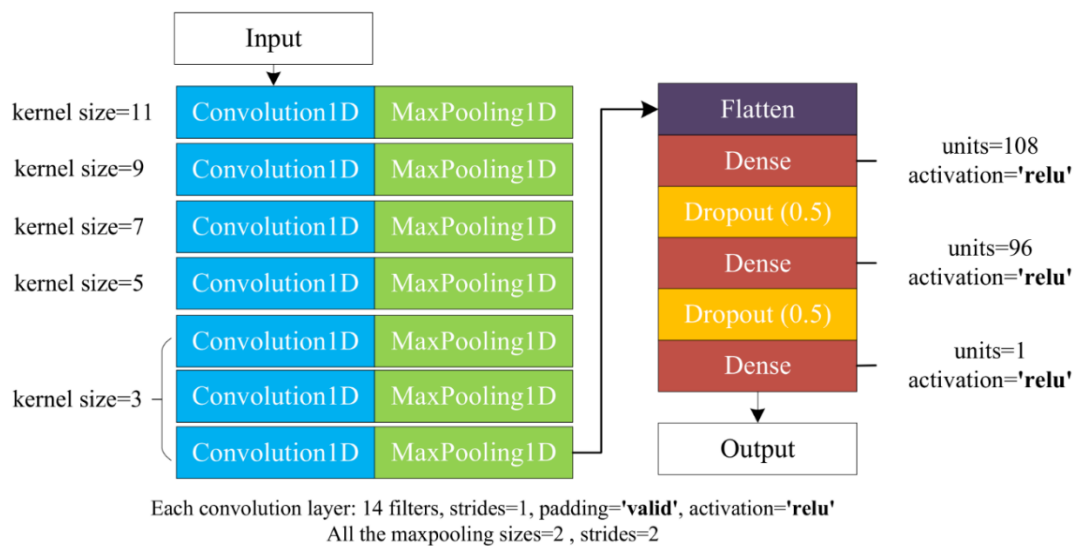 Input
kernel size=11
Convolution1D
MaxPooling1D
kernel size=9
Convolution1D
MaxPooling1D
kernel size=7
Convolution1D
MaxPooling1D
kernel size=5
Convolution1D
MaxPooling1D
kernel size=3
Convolution1D
MaxPooling1D
Convolution1D
MaxPooling1D
Convolution1D
MaxPooling1D
Flatten
Dense
units=108
activation='relu'
Dropout (0.5)
Dense
units=96
activation='relu'
Dropout (0.5)
Dense
units=1
activation='relu'
Output
Each convolution layer: 14 filters, strides=1, padding='valid', activation='relu'
All the maxpooling sizes=2 , strides=2